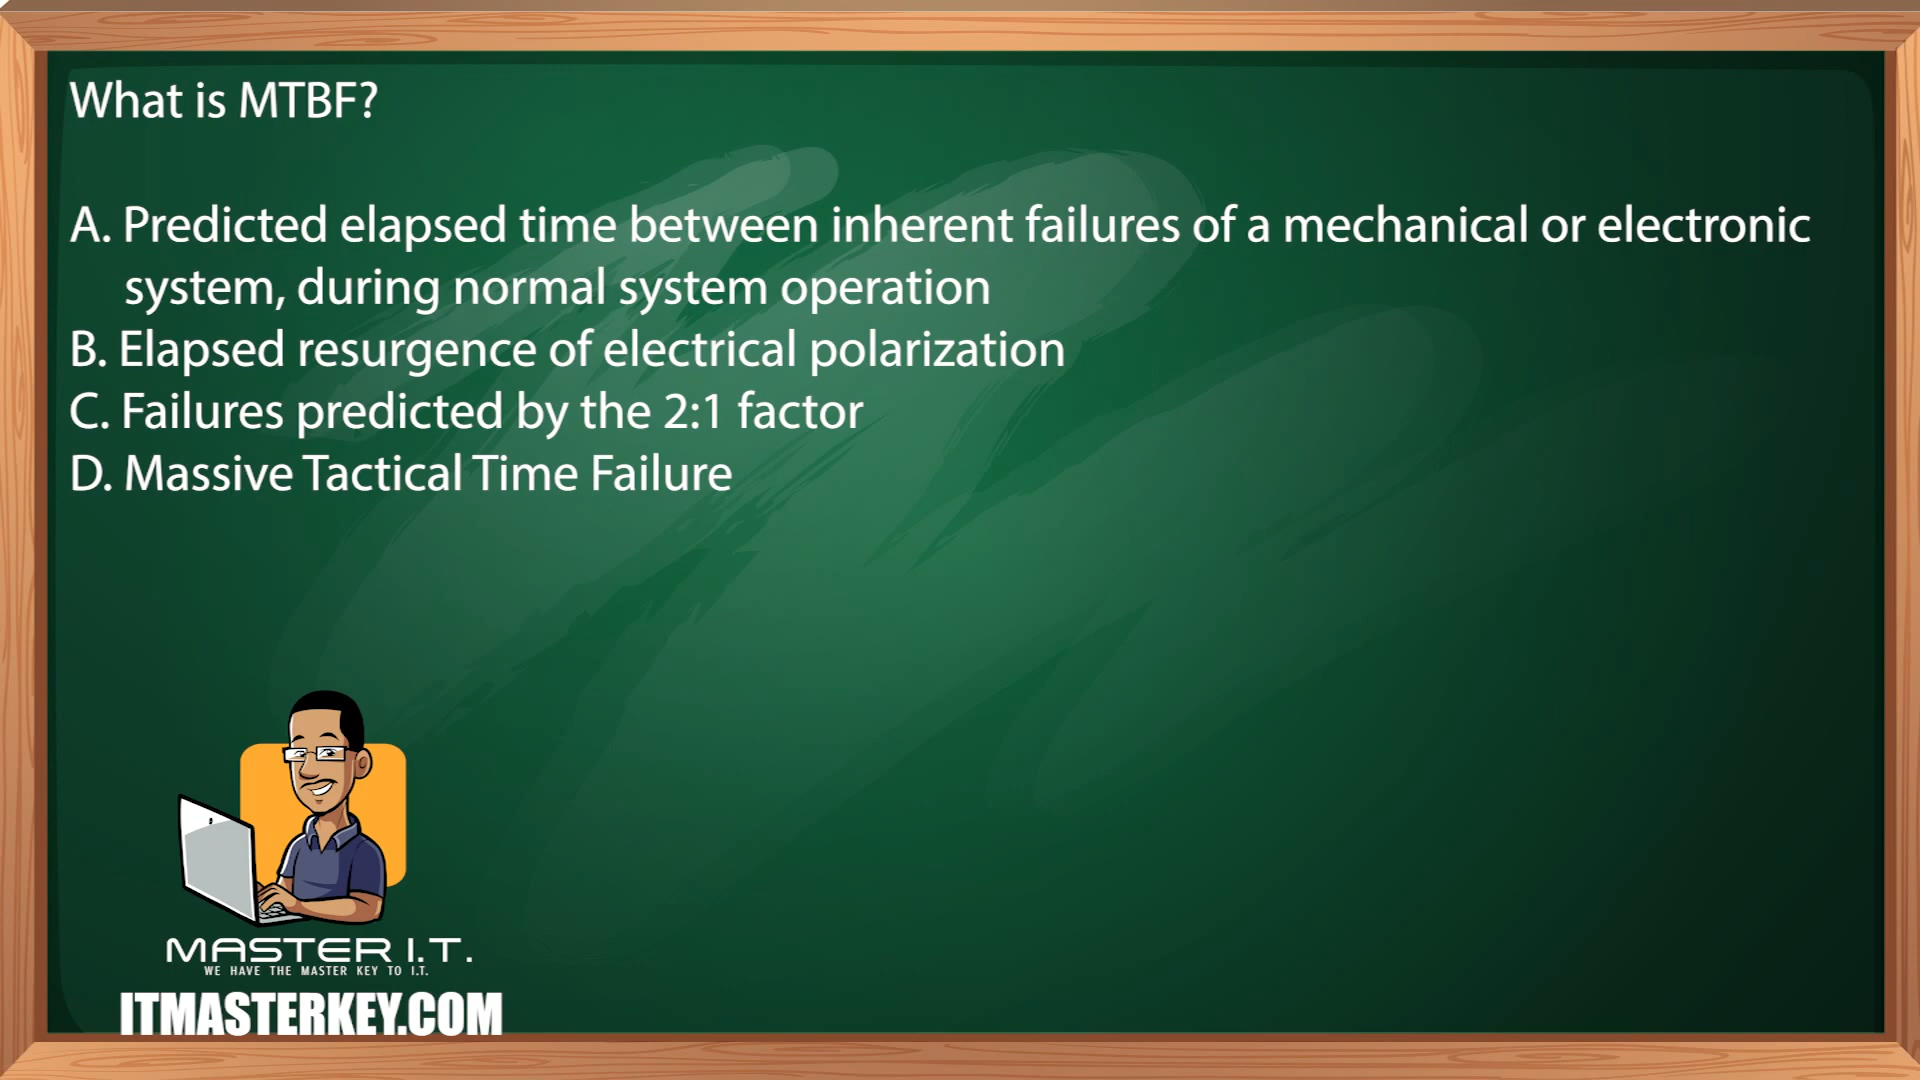 What is MTBF?
A. Predicted elapsed time between inherent failures of a mechanical or electronic
system, during normal system operation
B. Elapsed resurgence of electrical polarization
C. Failures predicted by the 2:1 factor
D. Massive Tactical Time Failure
MASTER I.T.
WE HAVE THE MASTER KEY TO I.T.
ITMASTERKEY.COM